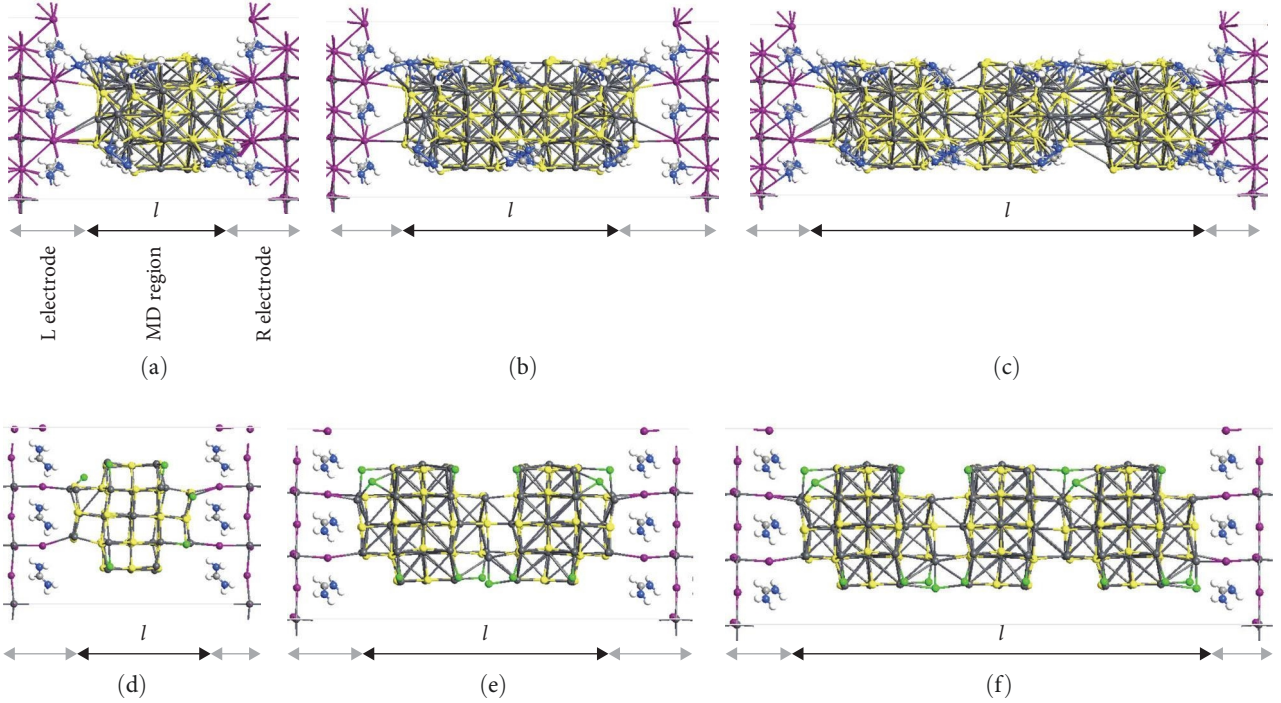 l
l
l
L electrode
MD region
R electrode
(a)
(b)
(c)
l
l
l
(d)
(e)
(f)